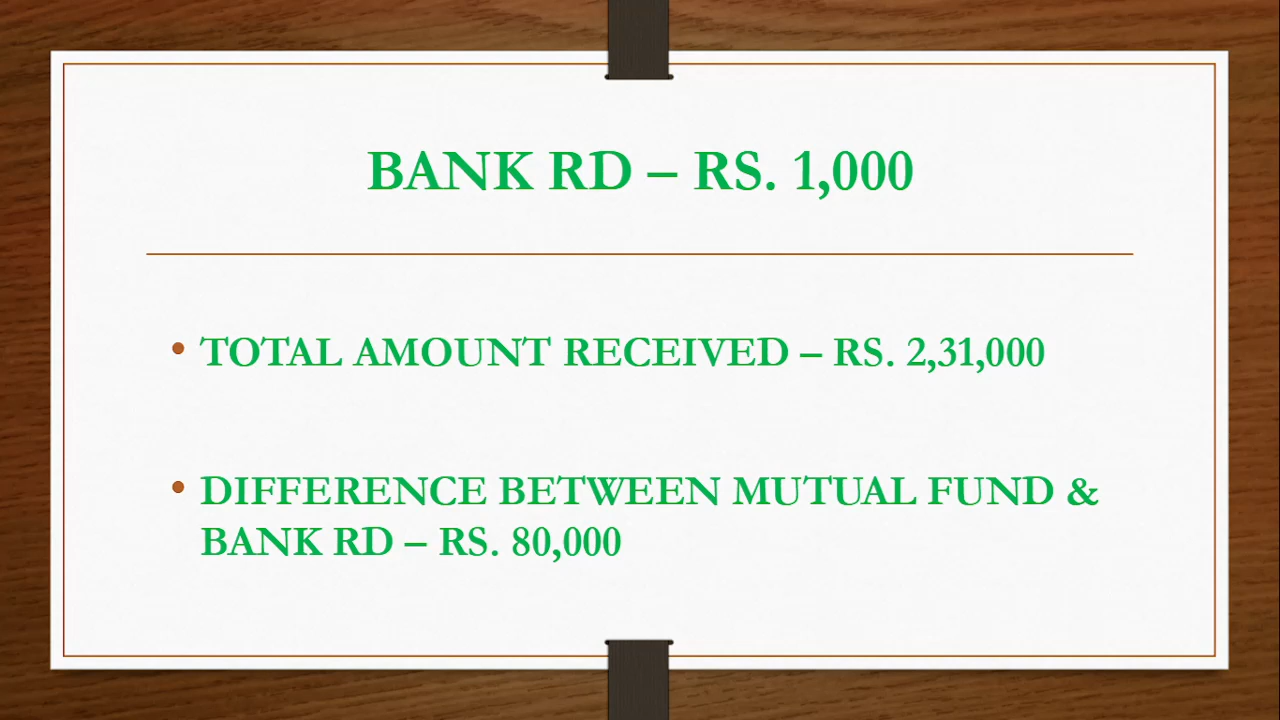 BANK RD – RS. 1,000
• TOTAL AMOUNT RECEIVED – RS. 2,31,000
• DIFFERENCE BETWEEN MUTUAL FUND &
BANK RD – RS. 80,000